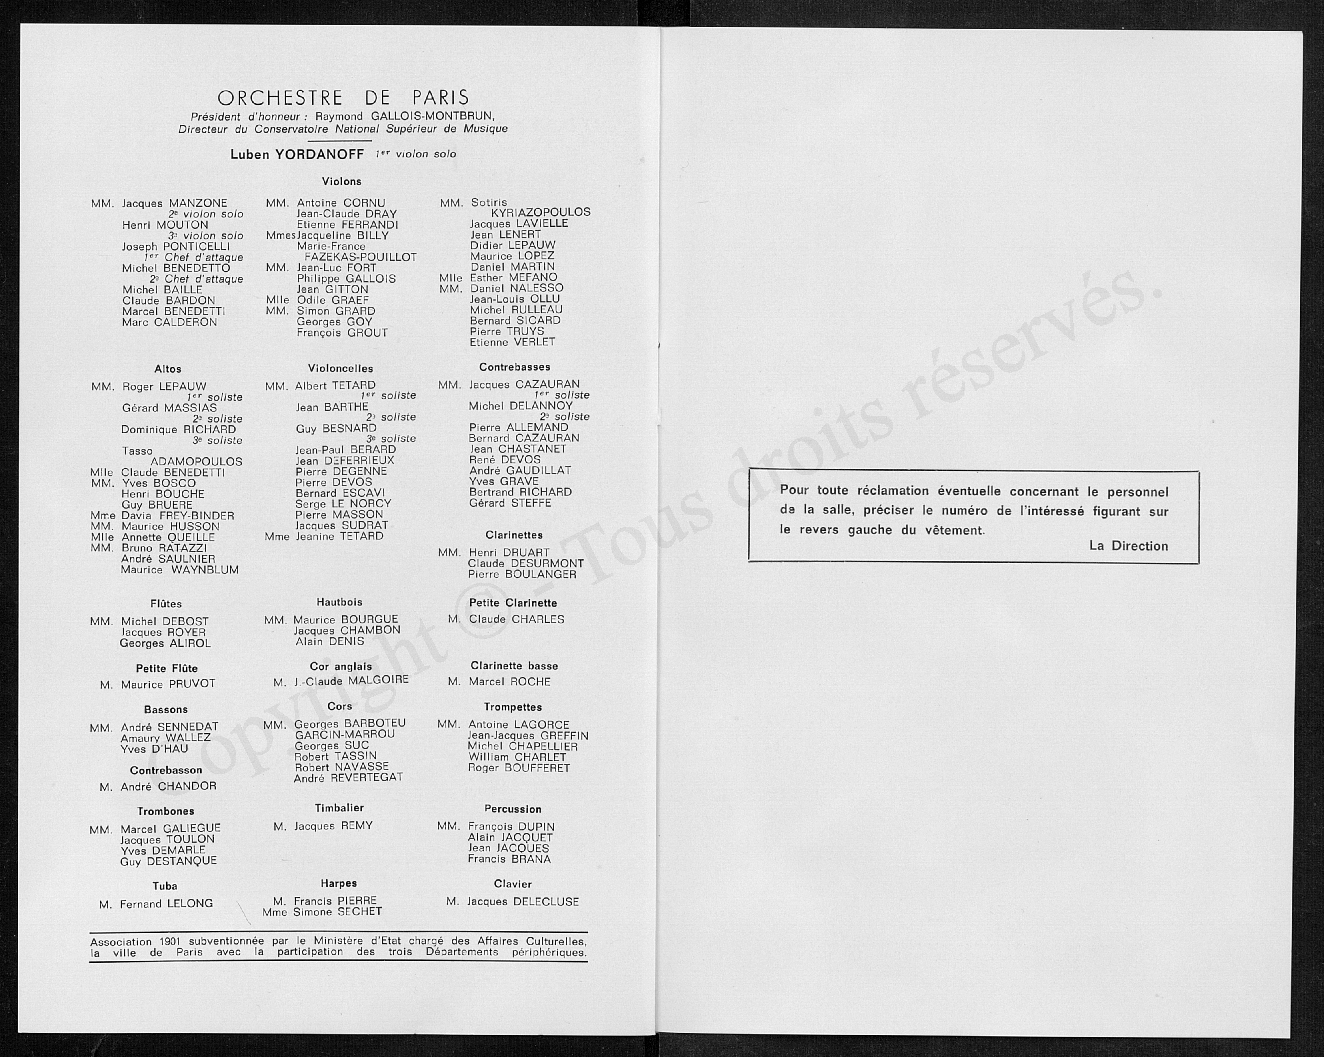 ORCHESTRE DE PARIS
Président d'honneur : Raymond GALLOIS-MONTBRUN,
Directeur du Conservatoire National Supérieur de Musique
Luben YORDANOFF 1er violon solo
Violons
MM. Jacques MANZONE
2e violon solo
Henri MOUTON
3e violon solo
Joseph PONTICELLI
1er Chef d'attaque
Michel BENEDETTO
2e Chef d'attaque
Michel BAILLE
Claude BARDON
Marcel BENEDETTI
Marc CALDERON
MM. Antoine CORNU
Jean-Claude DRAY
Etienne FERRANDI
Mmes Jacqueline BILLY
Marie-France
FAZEKAS-POUILLOT
MM. Jean-Luc FORT
Philippe GALLOIS
Jean GITTON
Mlle Odile GRAEF
MM. Simon GRARD
Georges GOY
François GROUT
MM. Sotiris
KYRIAZOPOULOS
Jacques LAVIELLE
Jean LENERT
Didier LEPAUW
Maurice LOPEZ
Daniel MARTIN
Mlle Esther MEFANO
MM. Daniel NALESSO
Jean-Louis OLLU
Michel RULLEAU
Bernard SICARD
Pierre TRUYS
Etienne VERLET
Altos
MM. Roger LEPAUW
1er soliste
Gérard MASSIAS
2e soliste
Dominique RICHARD
3e soliste
Tasso
ADAMOPOULOS
Mlle Claude BENEDETTI
MM. Yves BOSCO
Henri BOUCHE
Guy BRUERE
Mme Davia FREY-BINDER
MM. Maurice HUSSON
Mlle Annette QUEILLE
MM. Bruno RATAZZI
André SAULNIER
Maurice WAYNBLUM
Violoncelles
MM. Albert TETARD
1er soliste
Jean BARTHE
2e soliste
Guy BESNARD
3e soliste
Jean-Paul BERARD
Jean DEFERRIEUX
Pierre DEGENNE
Pierre DEVOS
Bernard ESCAVI
Serge LE NORCY
Pierre MASSON
Jacques SUDRAT
Mme Jeanine TETARD
Contrebasses
MM. Jacques CAZAURAN
1er soliste
Michel DELANNOY
2e soliste
Pierre ALLEMAND
Bernard CAZAURAN
Jean CHASTANET
René DEVOS
André GAUDILLAT
Yves GRAVE
Bertrand RICHARD
Gérard STEFFE
Clarinettes
MM. Henri DRUART
Claude DESURMONT
Pierre BOULANGER
Flûtes
MM. Michel DEBOST
Jacques ROYER
Georges ALIROL
Hautbois
MM. Maurice BOURGUE
Jacques CHAMBON
Alain DENIS
Petite Clarinette
M. Claude CHARLES
Petite Flûte
M. Maurice PRUVOT
Cor anglais
M. J.-Claude MALGOIRE
Clarinette basse
M. Marcel ROCHE
Bassons
MM. André SENNEDAT
Amaury WALLEZ
Yves D'HAU
Contrebasson
M. André CHANDOR
Cors
MM. Georges BARBOTEU
GARCIN-MARROU
Georges SUC
Robert TASSIN
Robert NAVASSE
André REVERTEGAT
Trompettes
MM. Antoine LAGORCE
Jean-Jacques GREFFIN
Michel CHAPELLIER
William CHARLET
Roger BOUFFERET
Trombones
MM. Marcel GALIEGUE
Jacques TOULON
Yves DEMARLE
Guy DESTANQUE
Timbalier
M. Jacques REMY
Percussion
MM. François DUPIN
Alain JACQUET
Jean JACQUES
Francis BRANA
Tuba
M. Fernand LELONG
Harpes
M. Francis PIERRE
Mme Simone SECHET
Clavier
M. Jacques DELECLUSE
Association 1901 subventionnée par le Ministère d'Etat chargé des Affaires Culturelles,
la ville de Paris avec la participation des trois Départements périphériques.
Pour toute réclamation éventuelle concernant le personnel
de la salle, préciser le numéro de l'intéressé figurant sur
le revers gauche du vêtement.
La Direction
Copyright © - Tous droits réservés.